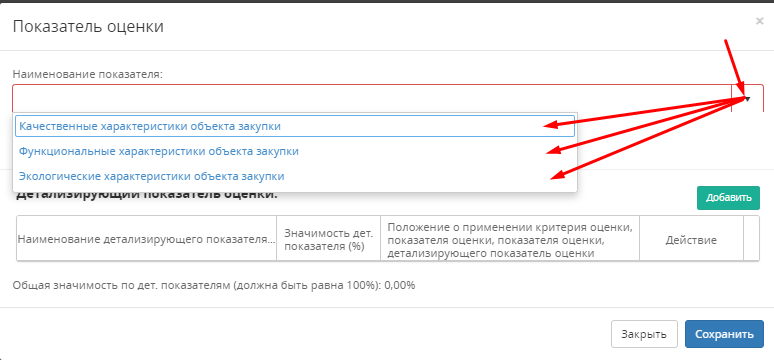 Показатель оценки
×
Наименование показателя:
Качественные характеристики объекта закупки
Функциональные характеристики объекта закупки
Экологические характеристики объекта закупки
Детализирующий показатель оценки:
Добавить
Наименование детализирующего показателя...
Значимость дет.
показателя (%)
Положение о применении критерия оценки,
показателя оценки, показателя оценки,
детализирующего показатель оценки
Действие
Общая значимость по дет. показателям (должна быть равна 100%): 0,00%
Закрыть
Сохранить